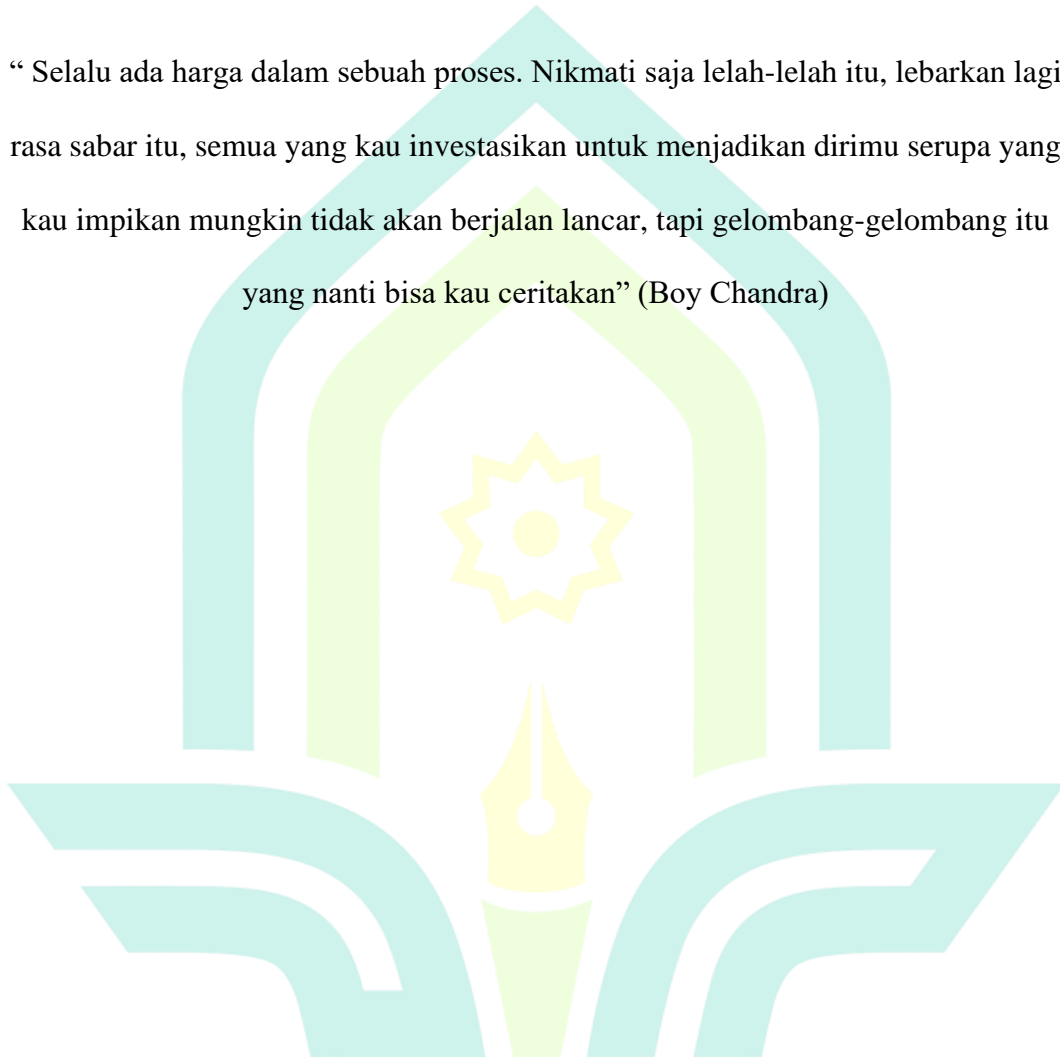 “ Selalu ada harga dalam sebuah proses. Nikmati saja lelah-lelah itu, lebarkan lagi
rasa sabar itu, semua yang kau investasikan untuk menjadikan dirimu serupa yang
kau impikan mungkin tidak akan berjalan lancar, tapi gelombang-gelombang itu
yang nanti bisa kau ceritakan” (Boy Chandra)